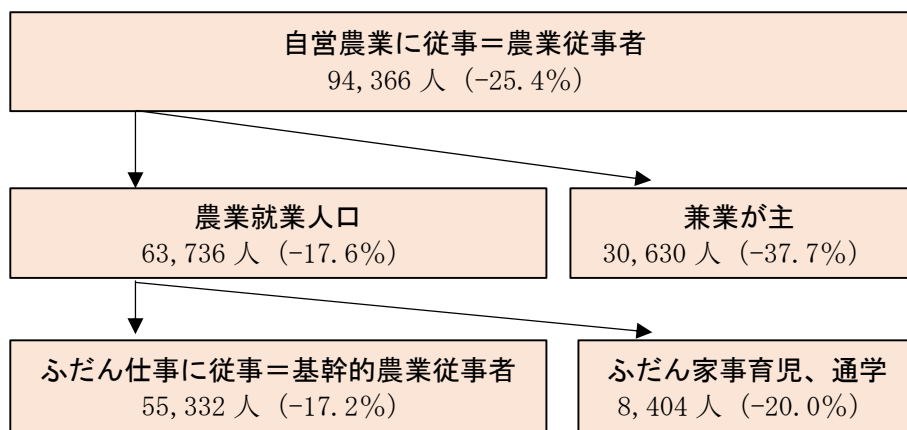 自営農業に従事＝農業従事者
94,366 人（-25.4%）
農業就業人口
63,736 人（-17.6%）
兼業が主
30,630 人（-37.7%）
ふだん仕事に従事＝基幹的農業従事者
55,332 人（-17.2%）
ふだん家事育児、通学
8,404 人（-20.0%）